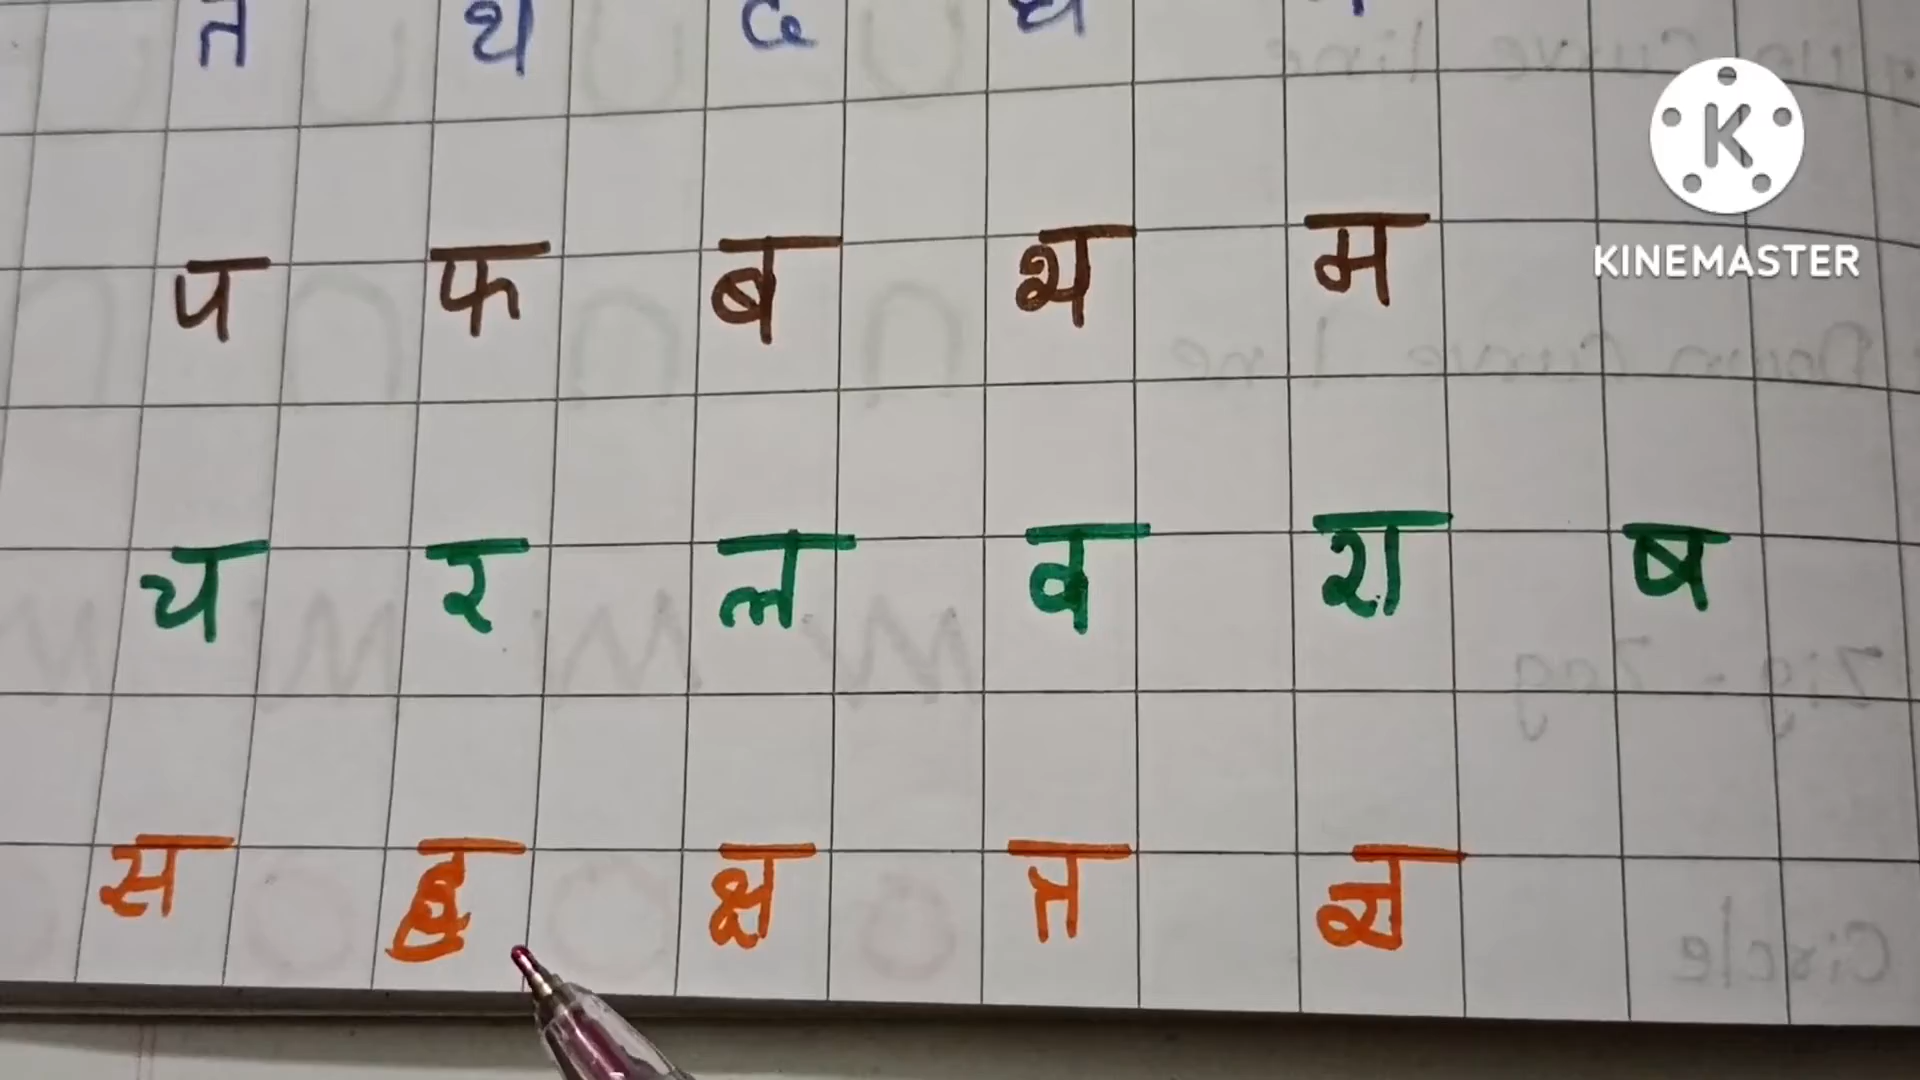 त थ द ध न
प फ ब भ म
य र ल व श ष
स ह क्ष त्र ज्ञ
KINEMASTER